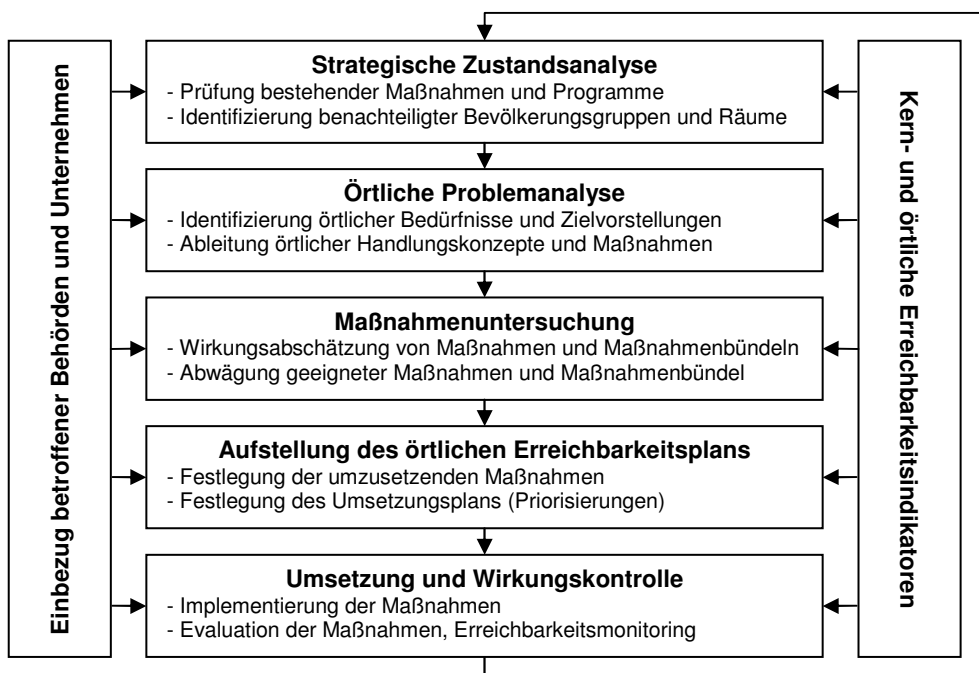 Einbezug betroffener Behörden und Unternehmen
Strategische Zustandsanalyse
- Prüfung bestehender Maßnahmen und Programme
- Identifizierung benachteiligter Bevölkerungsgruppen und Räume
Örtliche Problemanalyse
- Identifizierung örtlicher Bedürfnisse und Zielvorstellungen
- Ableitung örtlicher Handlungskonzepte und Maßnahmen
Maßnahmenuntersuchung
- Wirkungsabschätzung von Maßnahmen und Maßnahmenbündeln
- Abwägung geeigneter Maßnahmen und Maßnahmenbündel
Aufstellung des örtlichen Erreichbarkeitsplans
- Festlegung der umzusetzenden Maßnahmen
- Festlegung des Umsetzungsplans (Priorisierungen)
Umsetzung und Wirkungskontrolle
- Implementierung der Maßnahmen
- Evaluation der Maßnahmen, Erreichbarkeitsmonitoring
Kern- und örtliche Erreichbarkeitsindikatoren